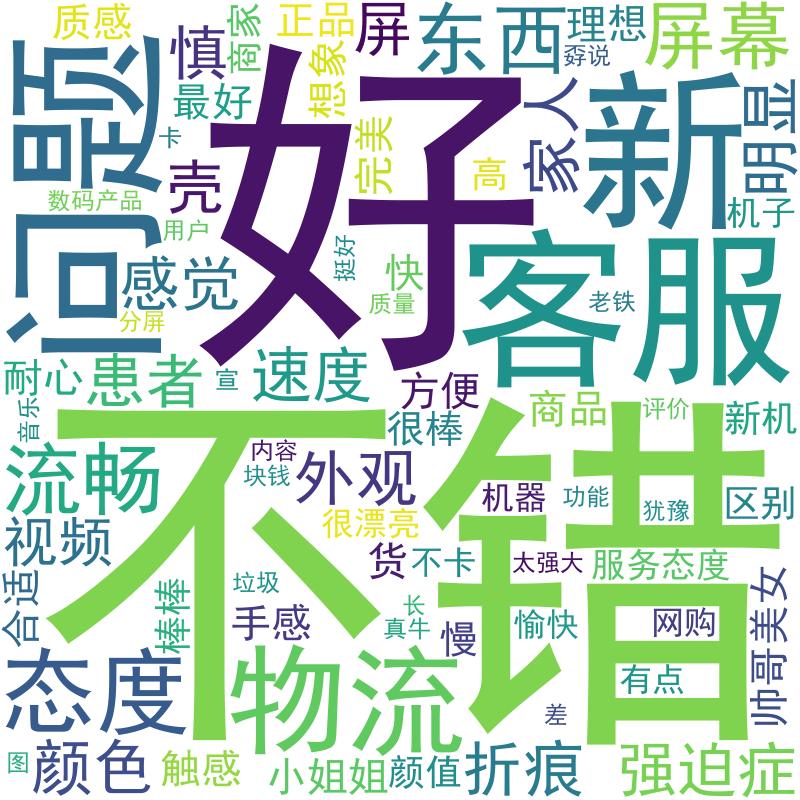 质感
慎
商家
正品
屏
东西
理想
屏幕
孬说
问题
最好
想象
好
卡
壳
完美
高
家人
新
明显
数码产品
用户
机子
感觉
挺好
快
质量
客服
老铁
分屏
耐心
患者
宣
速度
方便
商品
评价
新机
音乐
不错
很棒
流畅
内容
块钱
外观
机器
功能
犹豫
区别
视频
很漂亮
货
不卡
太强大
服务态度
合适
棒棒
垃圾
手感
长
真牛
慢
愉快
网购
帅哥美女
态度
物流
有点
差
图
颜色
触感
小姐姐
颜值
折痕
强迫症